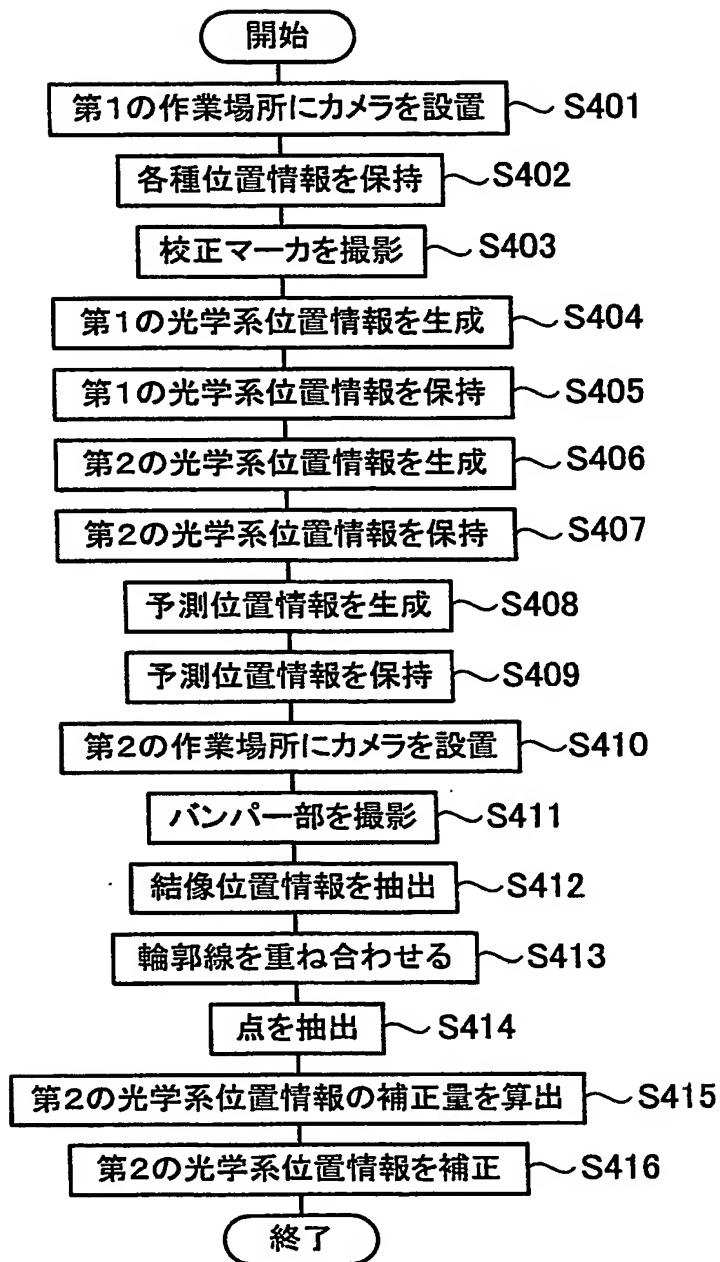 開始
第1の作業場所にカメラを設置 S401
各種位置情報を保持 S402
校正マーカを撮影 S403
第1の光学系位置情報を生成 S404
第1の光学系位置情報を保持 S405
第2の光学系位置情報を生成 S406
第2の光学系位置情報を保持 S407
予測位置情報を生成 S408
予測位置情報を保持 S409
第2の作業場所にカメラを設置 S410
バンパー部を撮影 S411
結像位置情報を抽出 S412
輪郭線を重ね合わせる S413
点を抽出 S414
第2の光学系位置情報の補正量を算出 S415
第2の光学系位置情報を補正 S416
終了